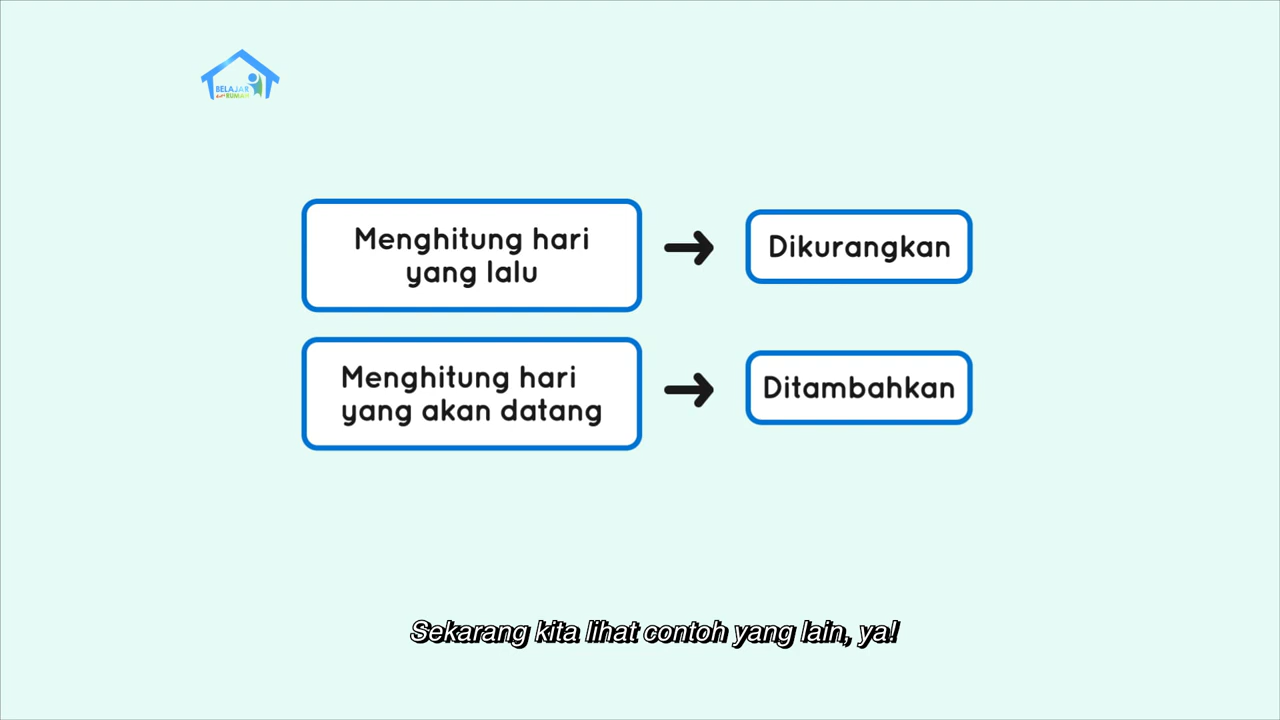 BELAJAR
dari RUMAH
Menghitung hari
yang lalu
Dikurangkan
Menghitung hari
yang akan datang
Ditambahkan
Sekarang kita lihat contoh yang lain, ya!